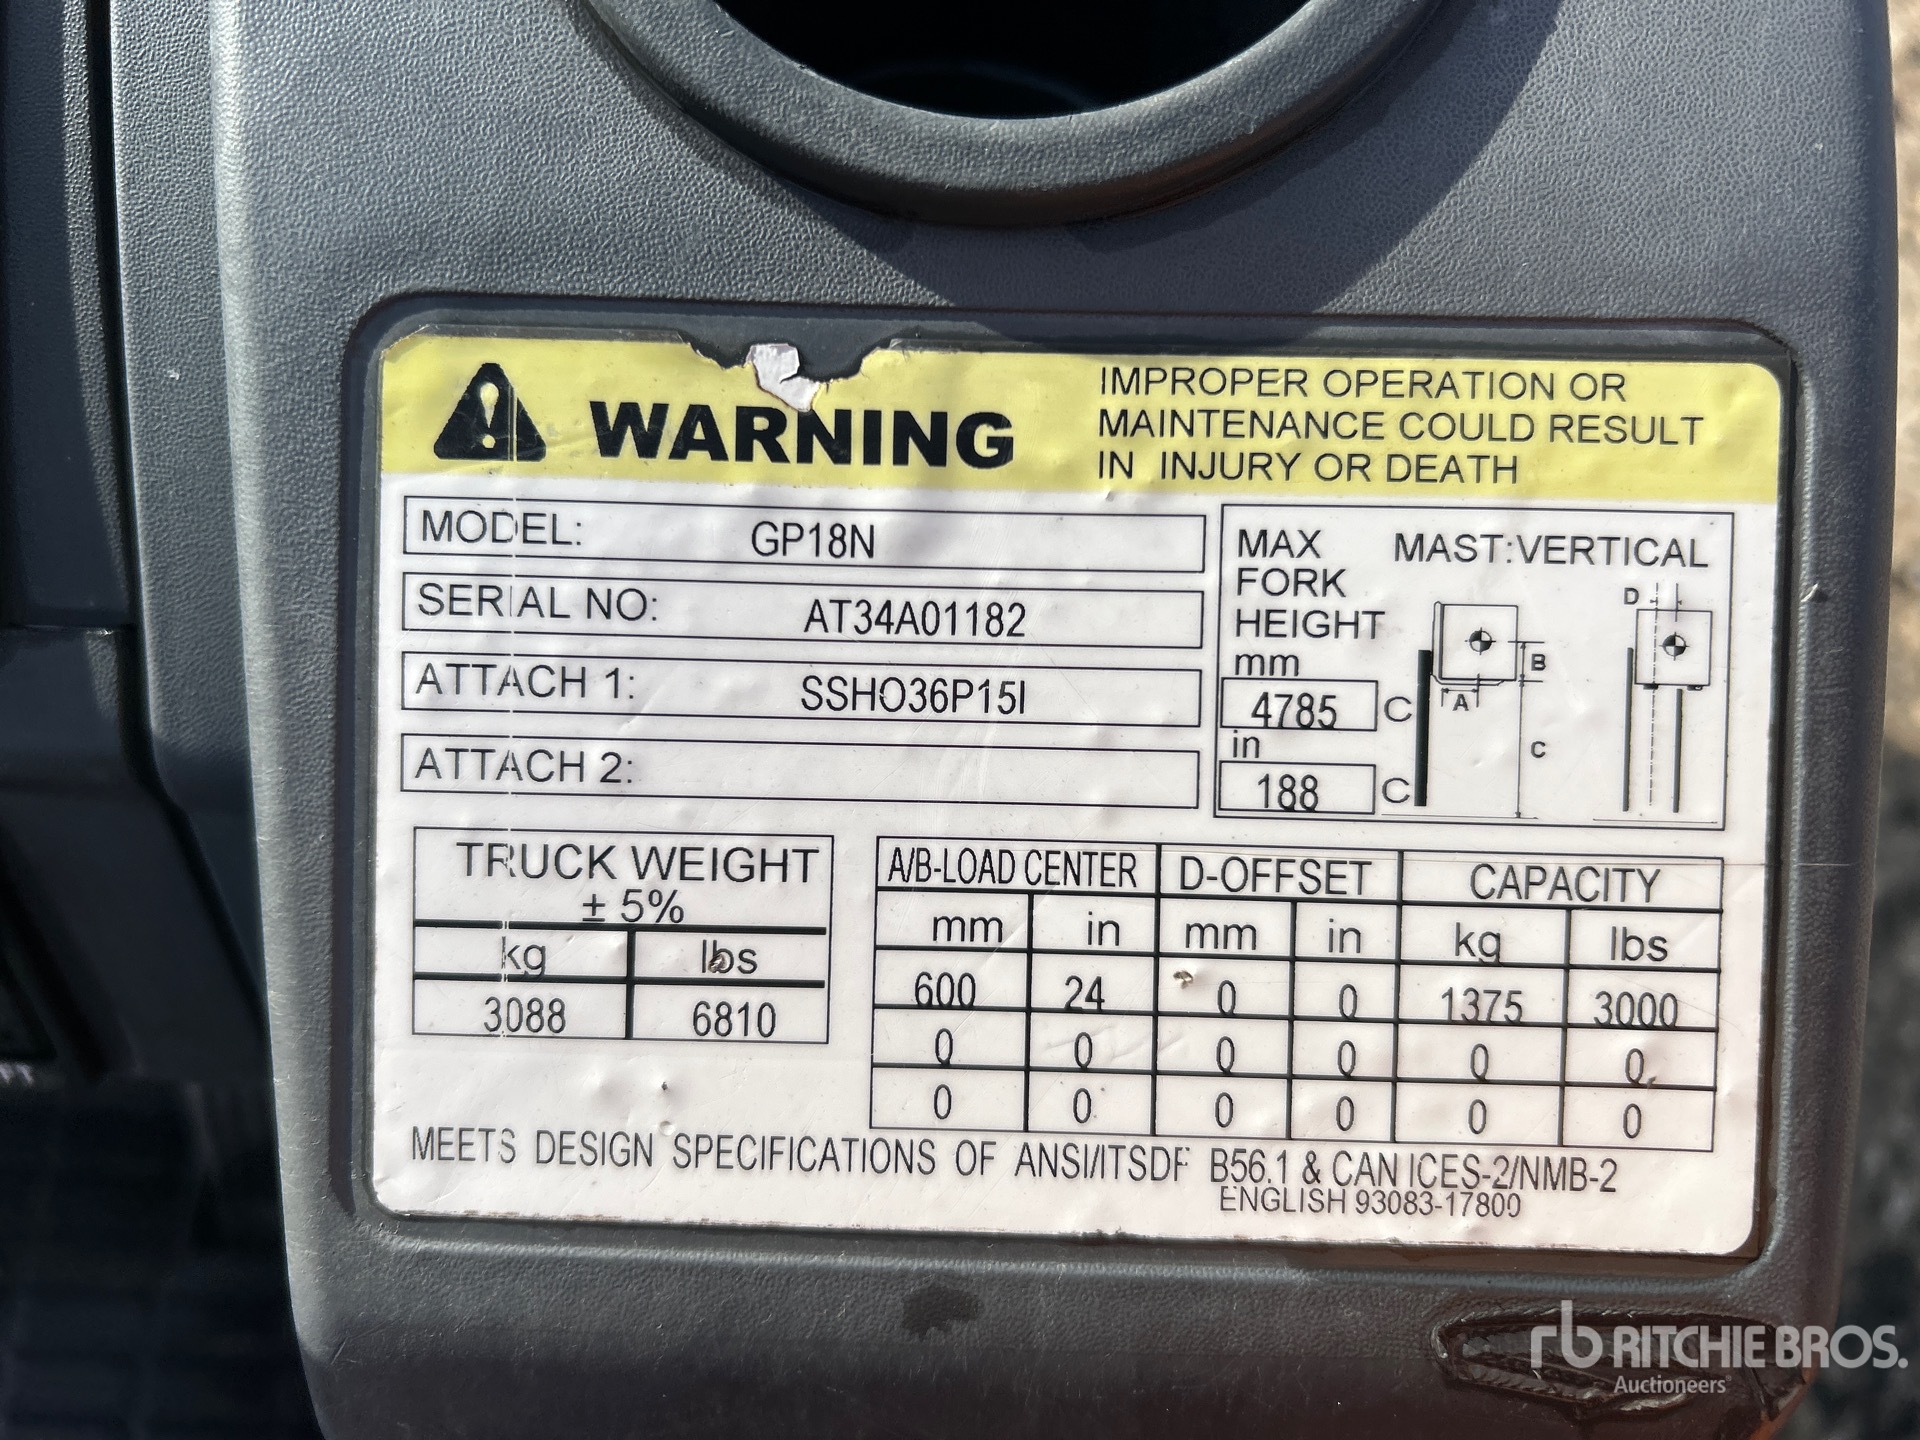 WARNING
IMPROPER OPERATION OR
MAINTENANCE COULD RESULT
IN INJURY OR DEATH
MODEL: GP18N
SERIAL NO: AT34A01182
ATTACH 1: SSHO36P15I
ATTACH 2:
MAX FORK HEIGHT
MAST:VERTICAL
mm
4785 C
in
188 C
A
B
C
D
TRUCK WEIGHT
± 5%
kg lbs
3088 6810
A/B-LOAD CENTER D-OFFSET CAPACITY
mm in mm in kg lbs
600 24 0 0 1375 3000
0 0 0 0 0 0
0 0 0 0 0 0
MEETS DESIGN SPECIFICATIONS OF ANSI/ITSDF B56.1 & CAN ICES-2/NMB-2
ENGLISH 93083-17800
rb RITCHIE BROS.
Auctioneers